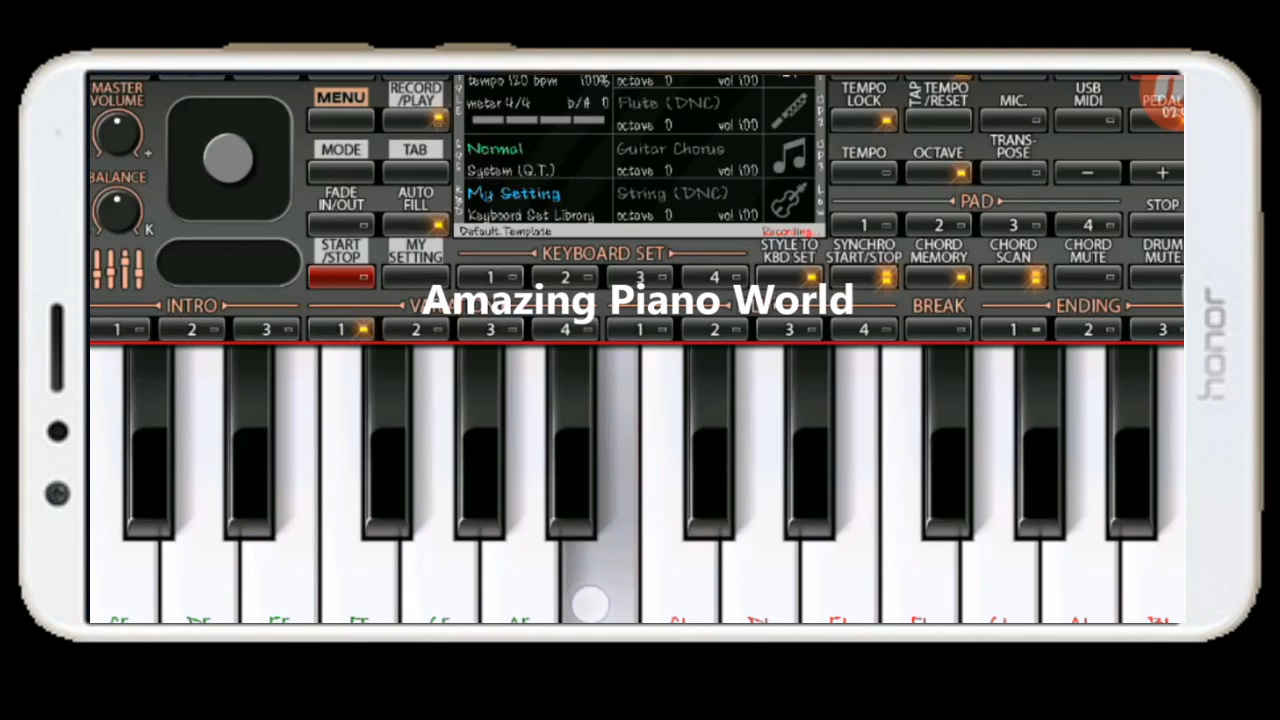 MASTER
VOLUME
BALANCE
K
MENU
RECORD
/PLAY
MODE
TAB
FADE
IN/OUT
AUTO
FILL
START
/STOP
MY
SETTING
tempo 120 bpm 100%
meter 4/4 b/4 0
Normal
System (Q.T.)
My Setting
Keyboard Set Library
Default Template
octave 0 vol 100
Flute (DNC)
octave 0 vol 100
Guitar Chorus
octave 0 vol 100
String (DNC)
octave 0 vol 100
Recording...
TEMPO
LOCK
TAP TEMPO
/RESET
MIC.
USB
MIDI
PEDAL
TEMPO
OCTAVE
TRANS-
POSE
− +
PAD
1 2 3 4
STOP
KEYBOARD SET
1 2 3 4
STYLE TO
KBD SET
SYNCHRO
START/STOP
CHORD
MEMORY
CHORD
SCAN
CHORD
MUTE
DRUM
MUTE
Amazing Piano World
INTRO
BREAK
ENDING
1 2 3 1 2 3 4 1 2 3 4 1 2 3
honor